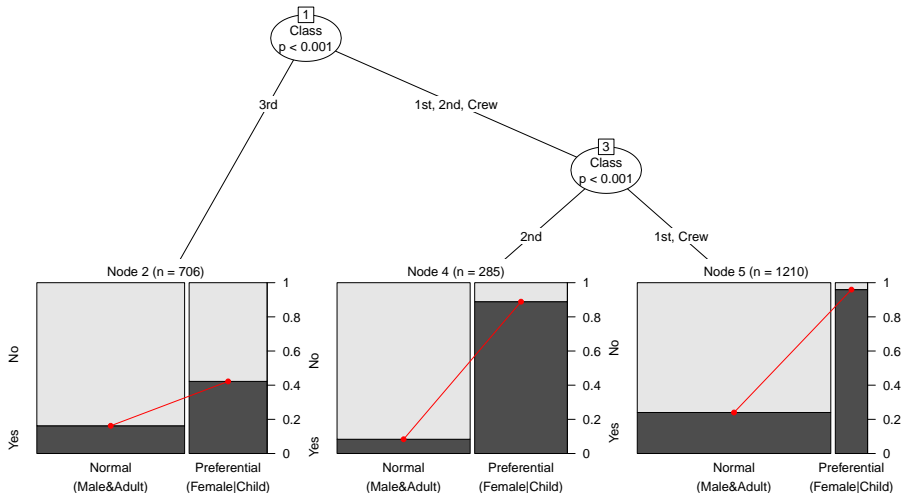 1
Class
p < 0.001
3rd
1st, 2nd, Crew
3
Class
p < 0.001
2nd
1st, Crew
Node 2 (n = 706)
No
Yes
1
0.8
0.6
0.4
0.2
0
Normal
(Male&Adult)
Preferential
(Female|Child)
Node 4 (n = 285)
No
Yes
1
0.8
0.6
0.4
0.2
0
Normal
(Male&Adult)
Preferential
(Female|Child)
Node 5 (n = 1210)
No
Yes
1
0.8
0.6
0.4
0.2
0
Normal
(Male&Adult)
Preferential
(Female|Child)